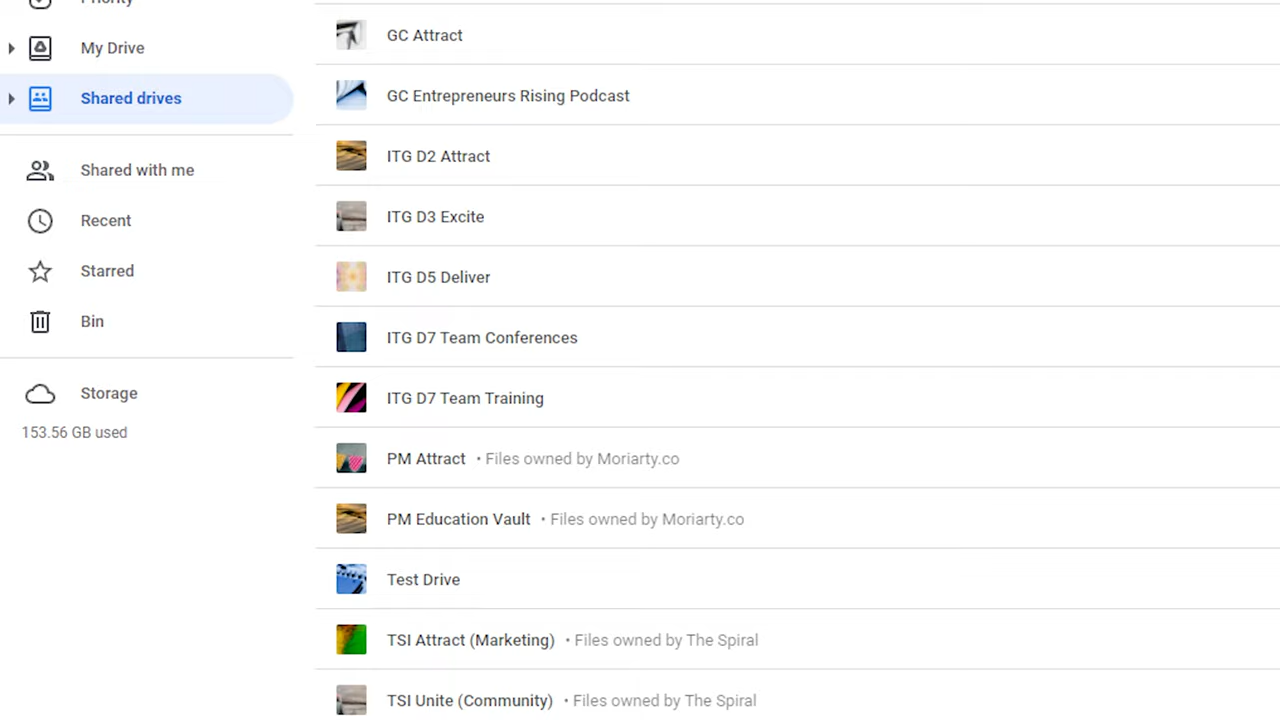 Priority
My Drive
Shared drives
Shared with me
Recent
Starred
Bin
Storage
153.56 GB used
GC Attract
GC Entrepreneurs Rising Podcast
ITG D2 Attract
ITG D3 Excite
ITG D5 Deliver
ITG D7 Team Conferences
ITG D7 Team Training
PM Attract • Files owned by Moriarty.co
PM Education Vault • Files owned by Moriarty.co
Test Drive
TSI Attract (Marketing) • Files owned by The Spiral
TSI Unite (Community) • Files owned by The Spiral